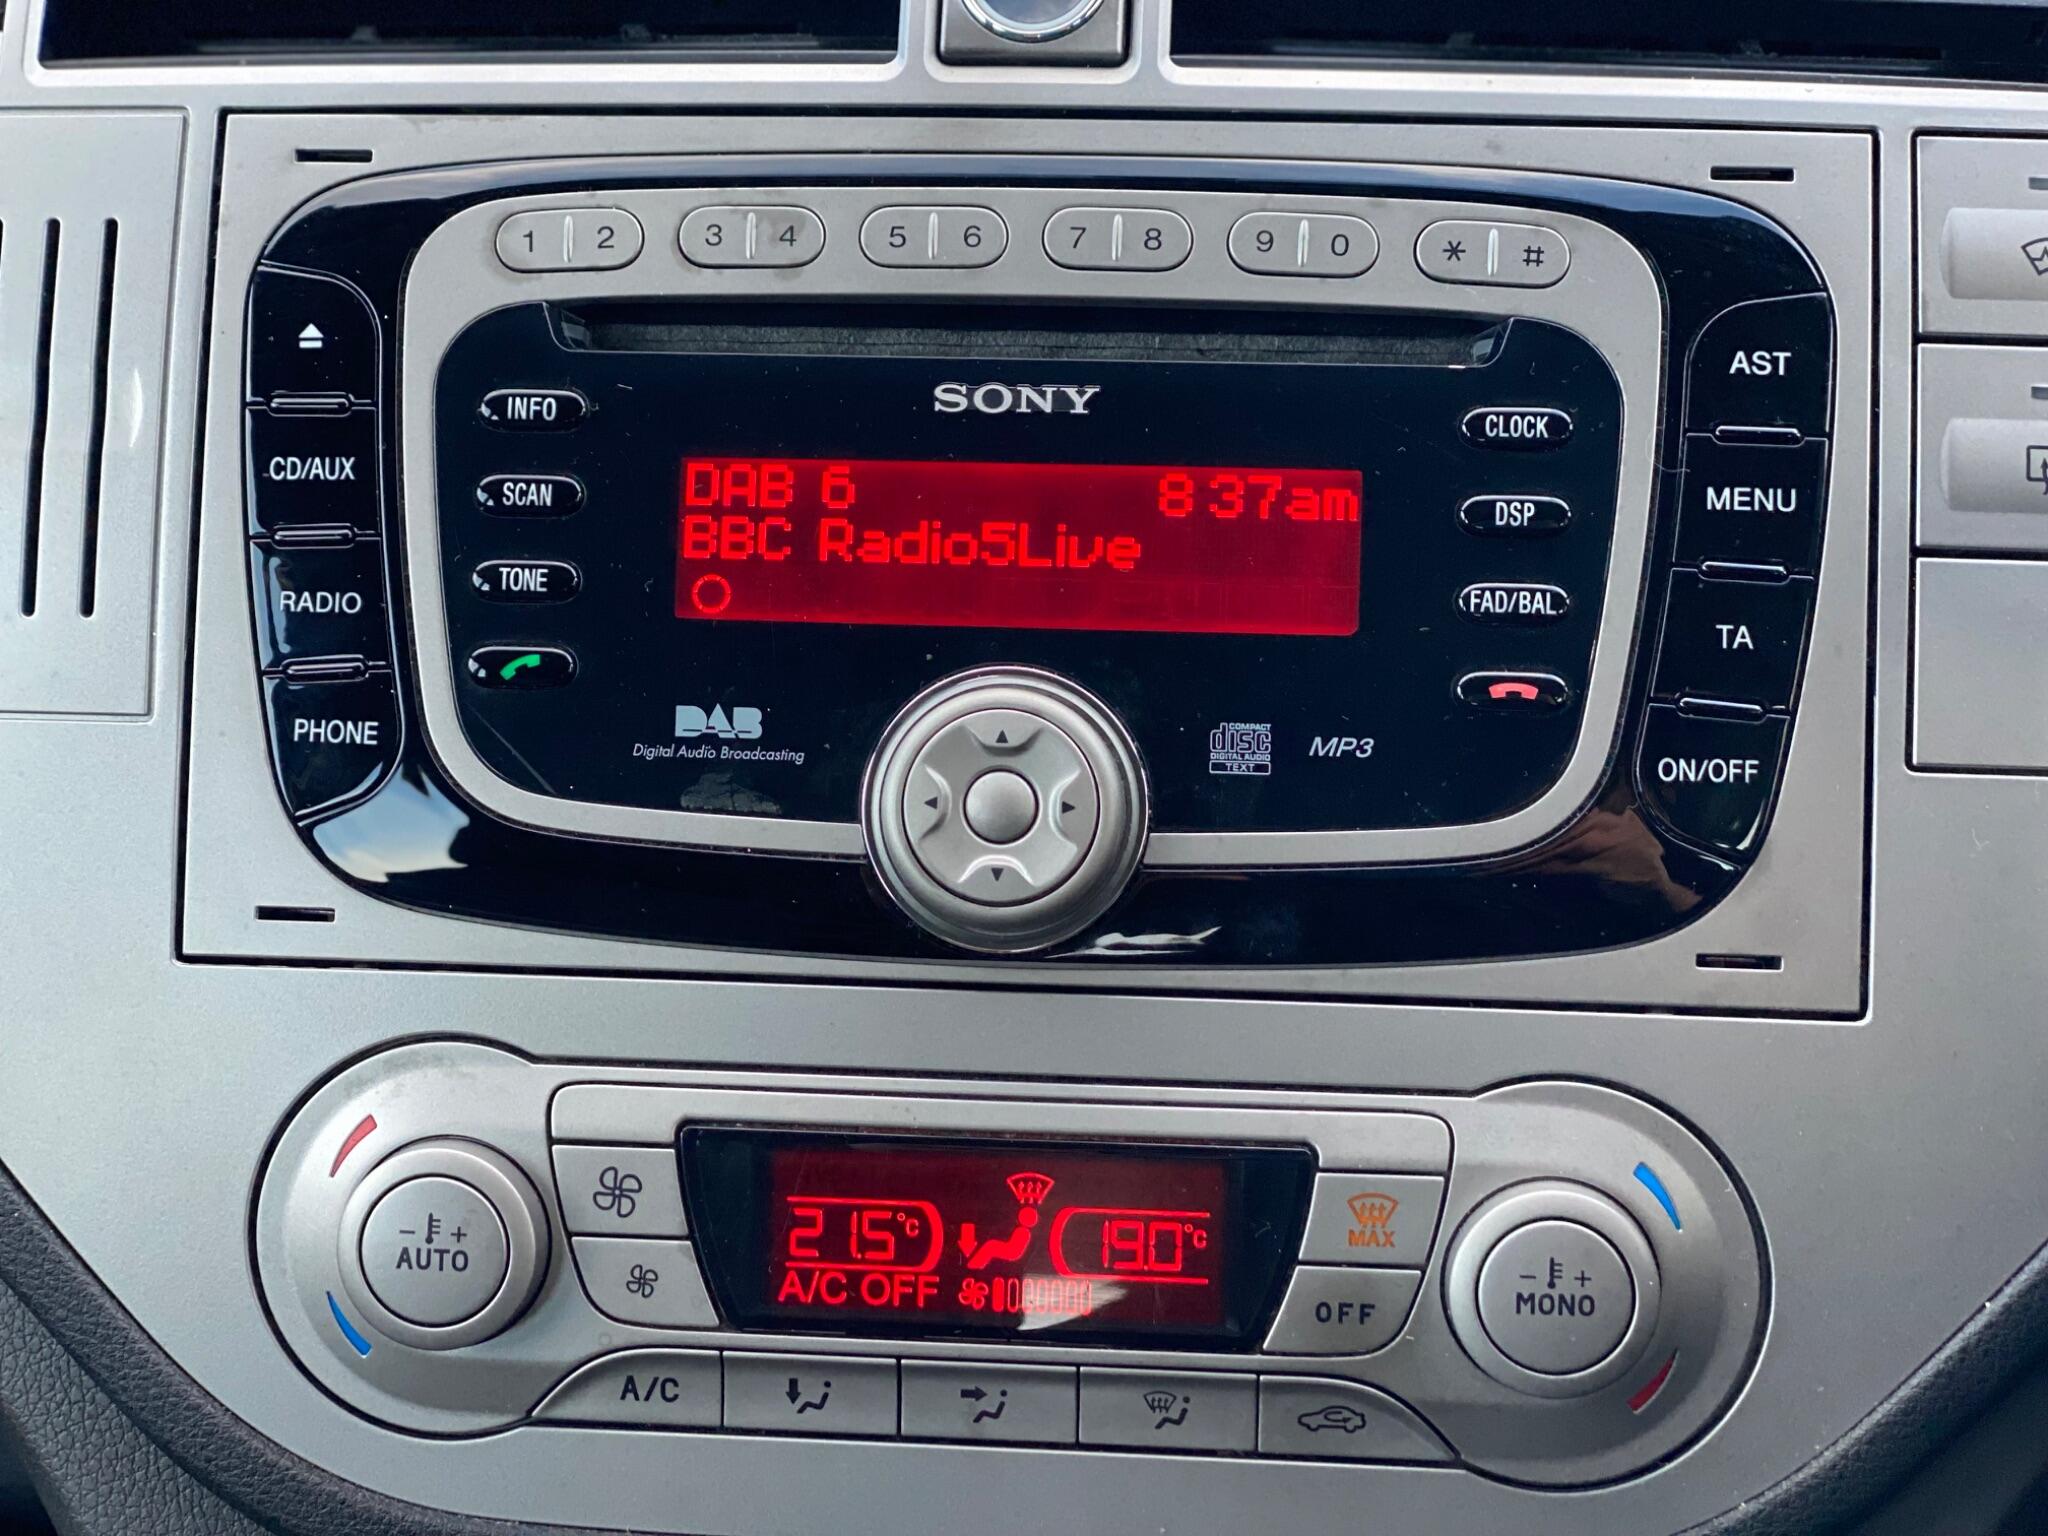 1 2 3 4 5 6 7 8 9 0 * #
SONY
INFO
SCAN
TONE
CD/AUX
RADIO
PHONE
DAB 6 8 37am
BBC Radio5Live
CLOCK
DSP
FAD/BAL
AST
MENU
TA
ON/OFF
DAB
Digital Audio Broadcasting
COMPACT
disc
DIGITAL AUDIO
TEXT
MP3
- +
AUTO
21.5°C 19.0°C
A/C OFF
MAX
OFF
- +
MONO
A/C